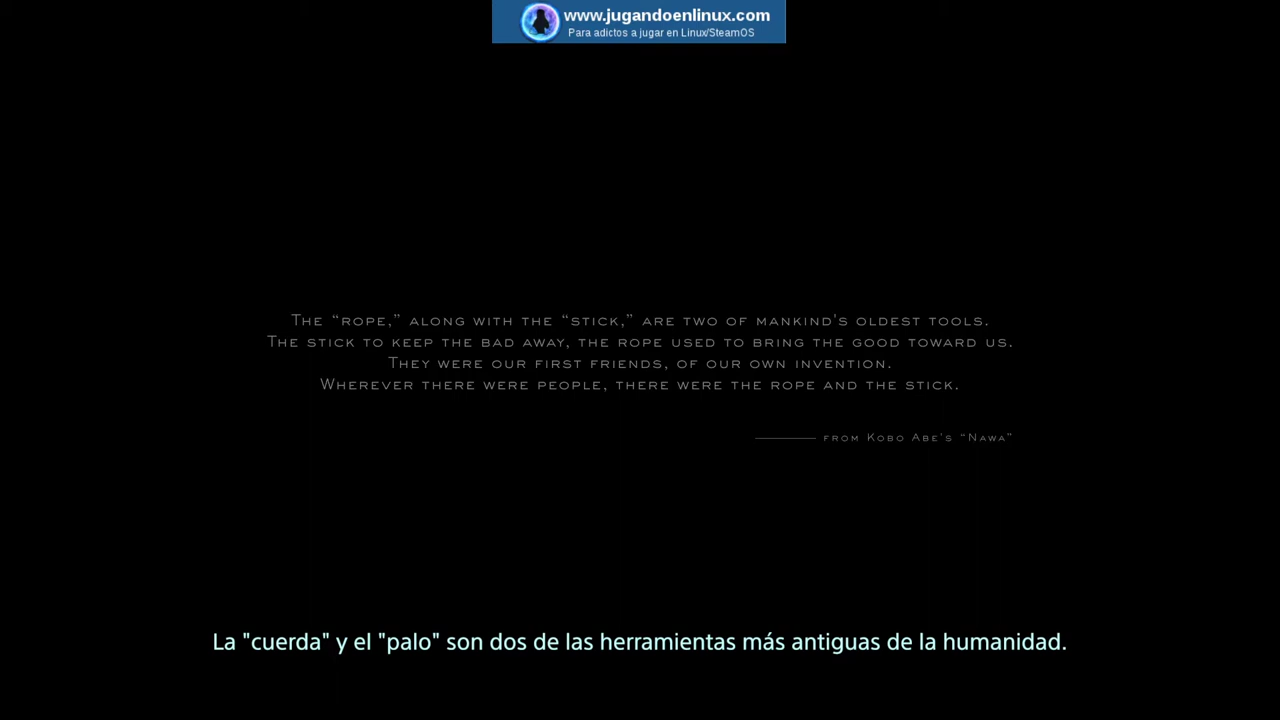 www.jugandoenlinux.com
Para adictos a jugar en Linux/SteamOS
The “rope,” along with the “stick,” are two of mankind's oldest tools.
The stick to keep the bad away, the rope used to bring the good toward us.
They were our first friends, of our own invention.
Wherever there were people, there were the rope and the stick.
from Kobo Abe's “Nawa”
La "cuerda" y el "palo" son dos de las herramientas más antiguas de la humanidad.